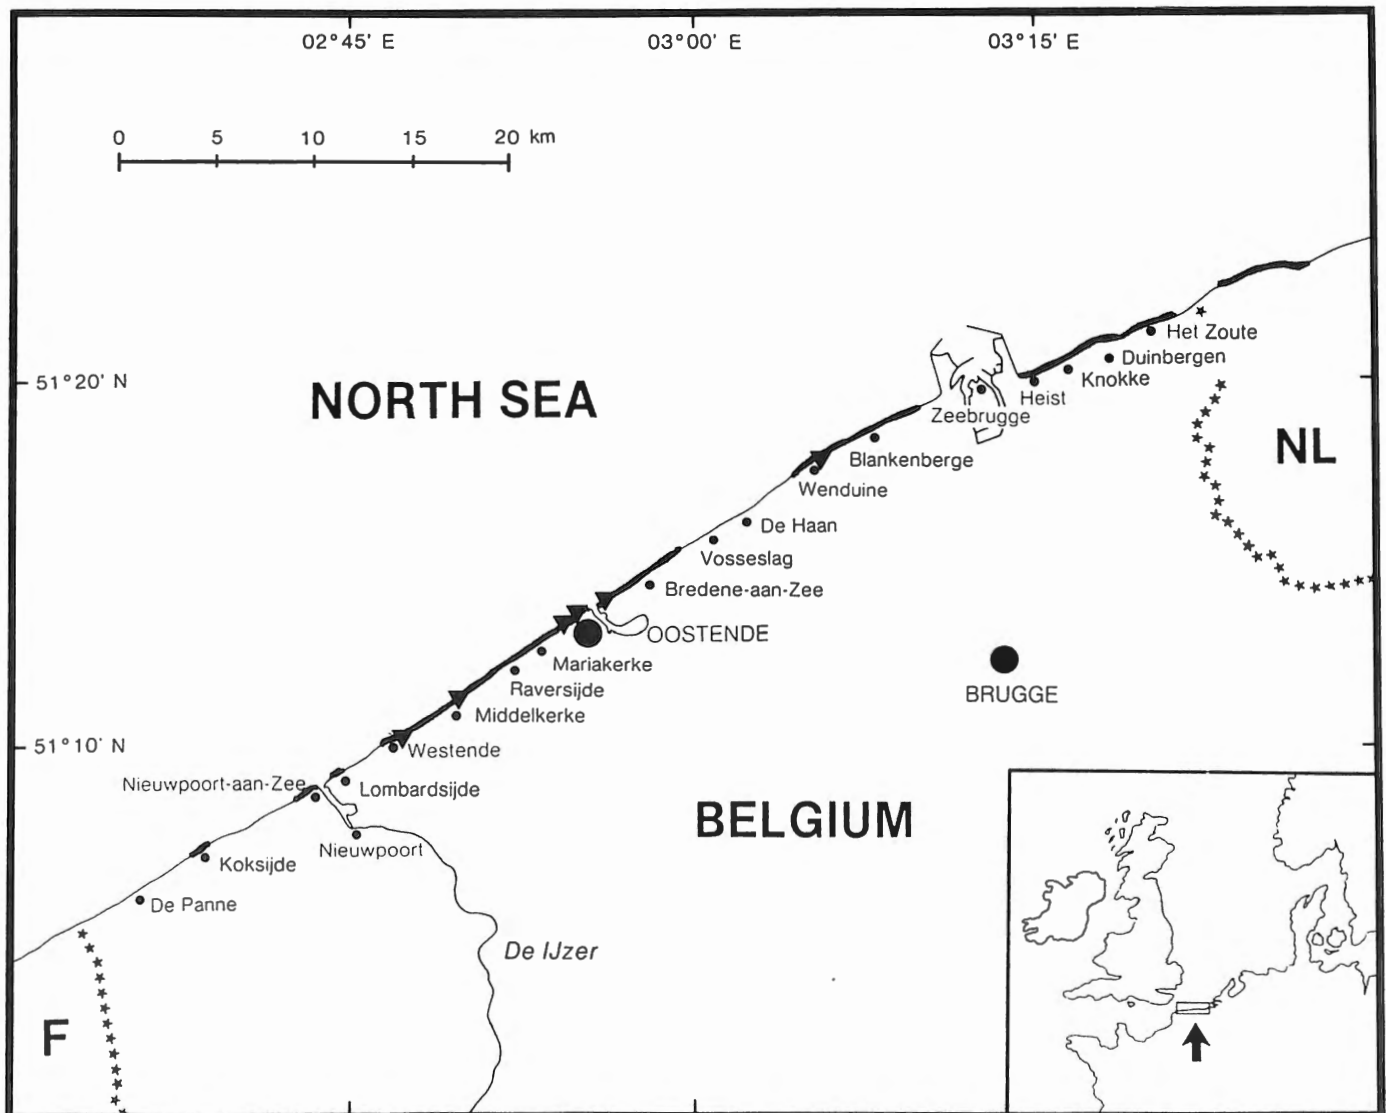 02°45' E
03°00' E
03°15' E
0 5 10 15 20 km
Het Zoute
Duinbergen
51°20' N
Knokke
NORTH SEA
Heist
Zeebrugge
NL
Blankenberge
Wenduine
De Haan
Vosseslag
Bredene-aan-Zee
OOSTENDE
Mariakerke
Raversijde
BRUGGE
Middelkerke
51°10' N
Westende
Nieuwpoort-aan-Zee
Lombardsijde
BELGIUM
Nieuwpoort
Koksijde
De Panne
De IJzer
F